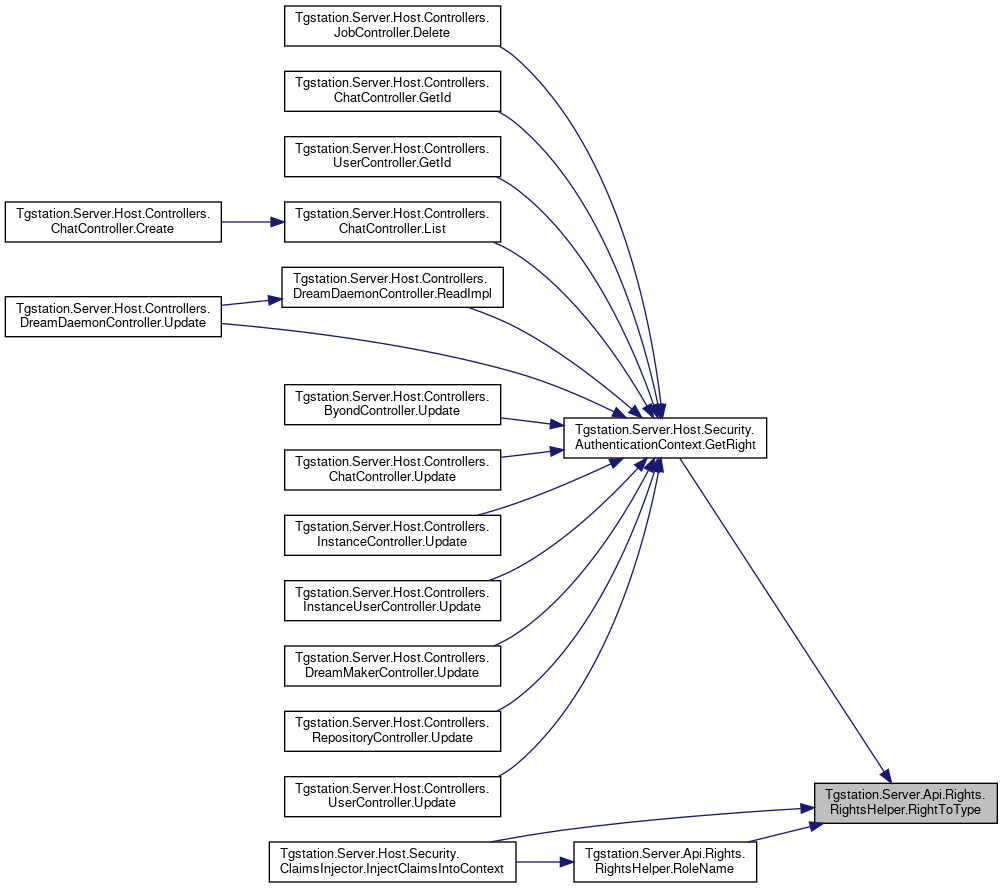 Tgstation.Server.Host.Controllers.
JobController.Delete
Tgstation.Server.Host.Controllers.
ChatController.GetId
Tgstation.Server.Host.Controllers.
UserController.GetId
Tgstation.Server.Host.Controllers.
ChatController.Create
Tgstation.Server.Host.Controllers.
ChatController.List
Tgstation.Server.Host.Controllers.
DreamDaemonController.ReadImpl
Tgstation.Server.Host.Controllers.
DreamDaemonController.Update
Tgstation.Server.Host.Controllers.
ByondController.Update
Tgstation.Server.Host.Security.
AuthenticationContext.GetRight
Tgstation.Server.Host.Controllers.
ChatController.Update
Tgstation.Server.Host.Controllers.
InstanceController.Update
Tgstation.Server.Host.Controllers.
InstanceUserController.Update
Tgstation.Server.Host.Controllers.
DreamMakerController.Update
Tgstation.Server.Host.Controllers.
RepositoryController.Update
Tgstation.Server.Host.Controllers.
UserController.Update
Tgstation.Server.Api.Rights.
RightsHelper.RightToType
Tgstation.Server.Host.Security.
ClaimsInjector.InjectClaimsIntoContext
Tgstation.Server.Api.Rights.
RightsHelper.RoleName